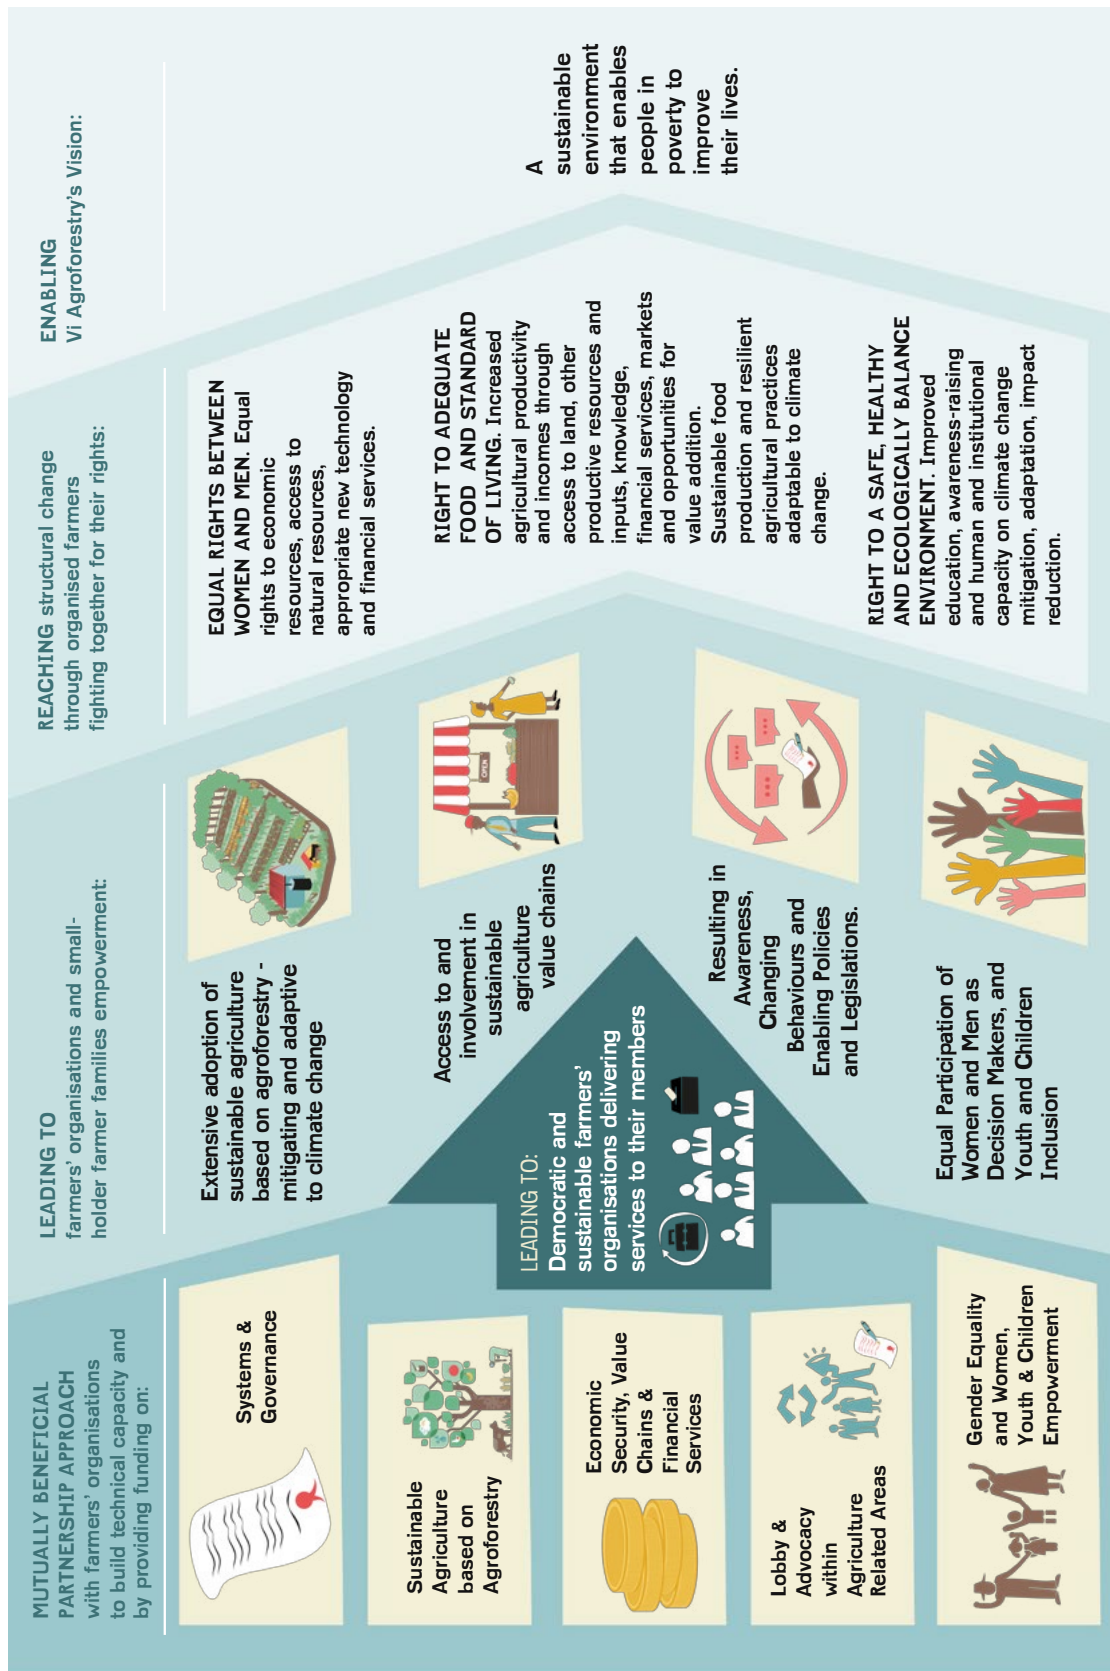 MUTUALLY BENEFICIAL
PARTNERSHIP APPROACH
with farmers' organisations
to build technical capacity and
by providing funding on:
Systems &
Governance
Sustainable
Agriculture
based on
Agroforestry
Economic
Security, Value
Chains &
Financial
Services
Lobby &
Advocacy
within
Agriculture
Related Areas
Gender Equality
and Women,
Youth & Children
Empowerment
LEADING TO
farmers' organisations and small-
holder farmer families empowerment:
LEADING TO:
Democratic and
sustainable farmers'
organisations delivering
services to their members
Extensive adoption of
sustainable agriculture
based on agroforestry -
mitigating and adaptive
to climate change
Access to and
involvement in
sustainable
agriculture
value chains
OPEN
Resulting in
Awareness,
Changing
Behaviours and
Enabling Policies
and Legislations.
Equal Participation of
Women and Men as
Decision Makers, and
Youth and Children
Inclusion
REACHING structural change
through organised farmers
fighting together for their rights:
EQUAL RIGHTS BETWEEN
WOMEN AND MEN. Equal
rights to economic
resources, access to
natural resources,
appropriate new technology
and financial services.
RIGHT TO ADEQUATE
FOOD AND STANDARD
OF LIVING. Increased
agricultural productivity
and incomes through
access to land, other
productive resources and
inputs, knowledge,
financial services, markets
and opportunities for
value addition.
Sustainable food
production and resilient
agricultural practices
adaptable to climate
change.
RIGHT TO A SAFE, HEALTHY
AND ECOLOGICALLY BALANCE
ENVIRONMENT. Improved
education, awareness-raising
and human and institutional
capacity on climate change
mitigation, adaptation, impact
reduction.
ENABLING
Vi Agroforestry's Vision:
A
sustainable
environment
that enables
people in
poverty to
improve
their lives.